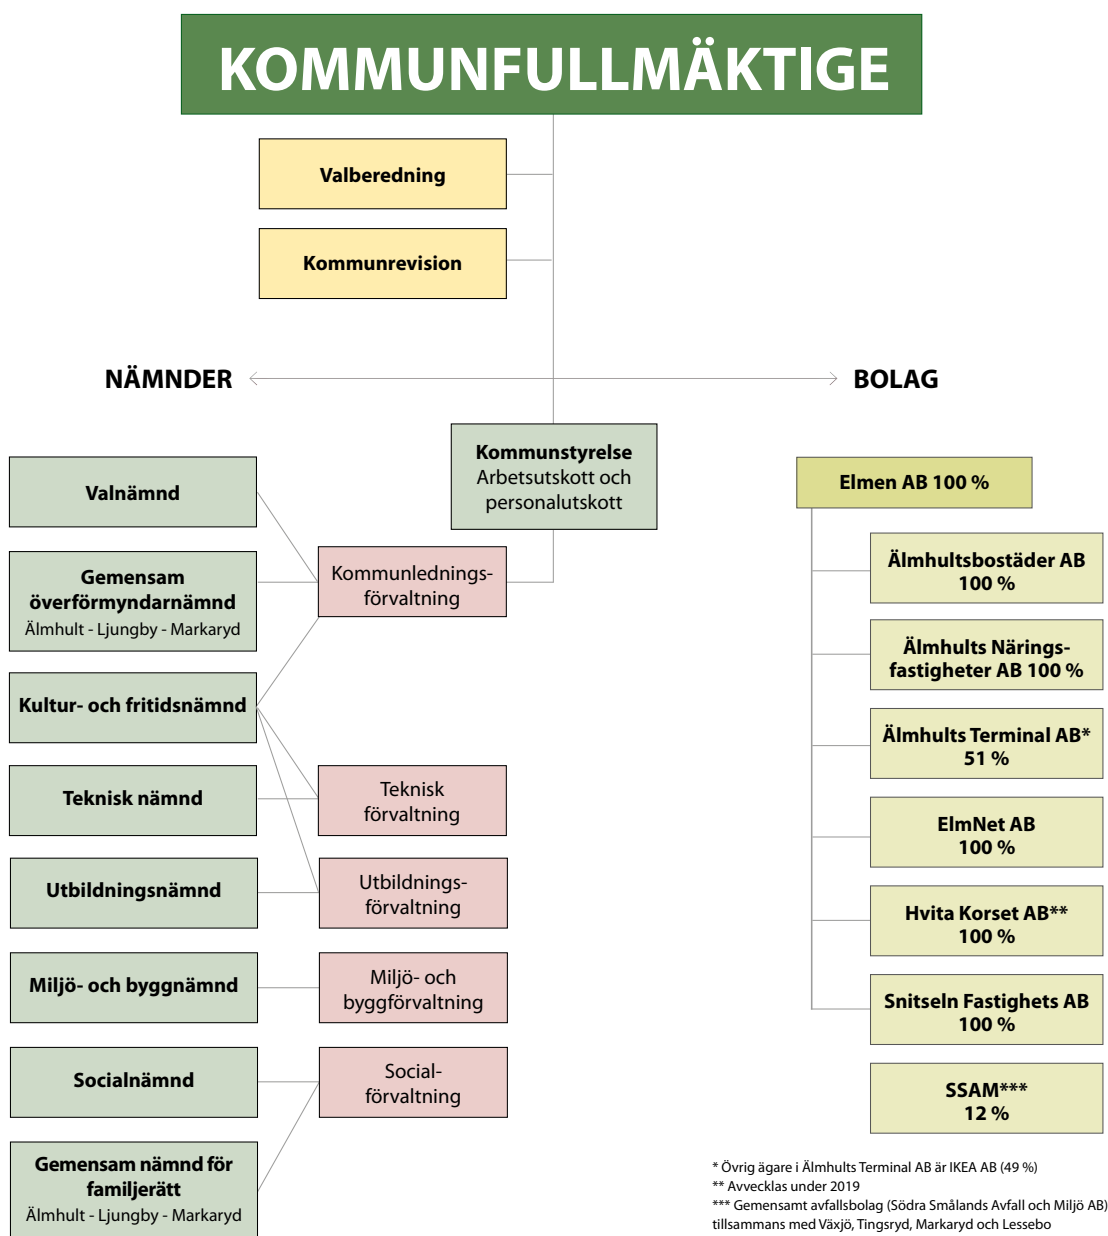 KOMMUNFULLMÄKTIGE
Valberedning
Kommunrevision
NÄMNDER
BOLAG
Kommunstyrelse
Arbetsutskott och
personalutskott
Valnämnd
Gemensam
överförmyndarnämnd
Älmhult - Ljungby - Markaryd
Kultur- och fritidsnämnd
Teknisk nämnd
Utbildningsnämnd
Miljö- och byggnämnd
Socialnämnd
Gemensam nämnd för
familjerätt
Älmhult - Ljungby - Markaryd
Kommunlednings-
förvaltning
Teknisk
förvaltning
Utbildnings-
förvaltning
Miljö- och
byggförvaltning
Social-
förvaltning
Elmen AB 100 %
Älmhultsbostäder AB
100 %
Älmhults Närings-
fastigheter AB 100 %
Älmhults Terminal AB*
51 %
ElmNet AB
100 %
Hvita Korset AB**
100 %
Snitseln Fastighets AB
100 %
SSAM***
12 %
* Övrig ägare i Älmhults Terminal AB är IKEA AB (49 %)
** Avvecklas under 2019
*** Gemensamt avfallsbolag (Södra Smålands Avfall och Miljö AB)
tillsammans med Växjö, Tingsryd, Markaryd och Lessebo